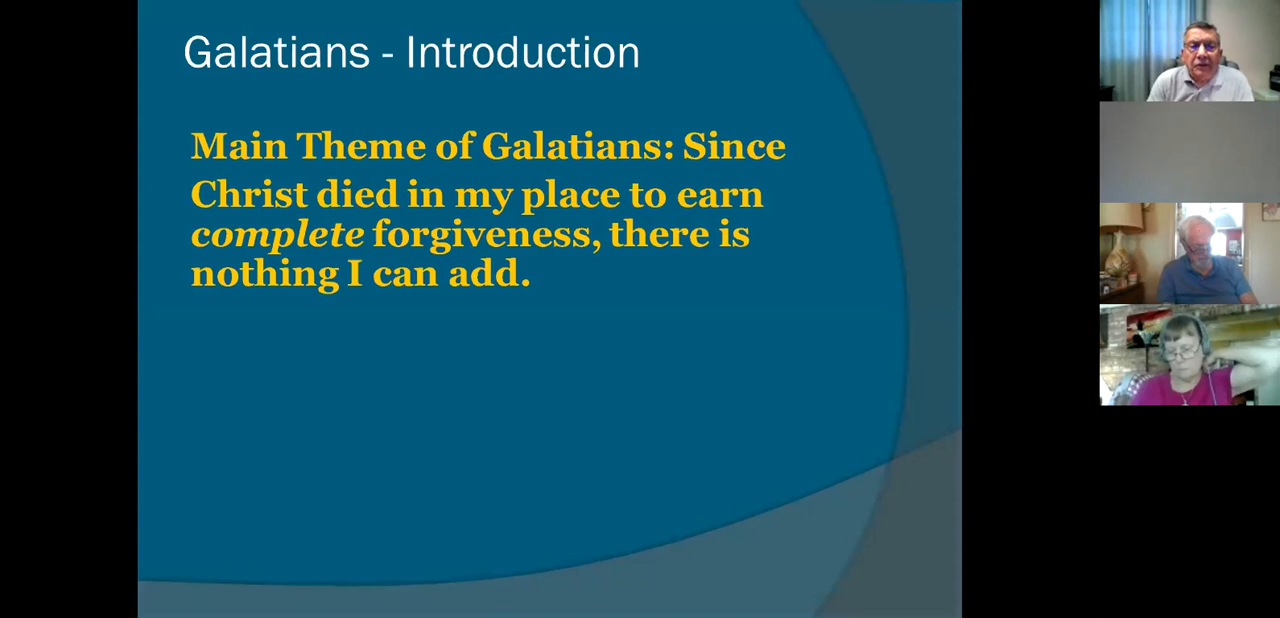 Galatians - Introduction
Main Theme of Galatians: Since
Christ died in my place to earn
complete forgiveness, there is
nothing I can add.